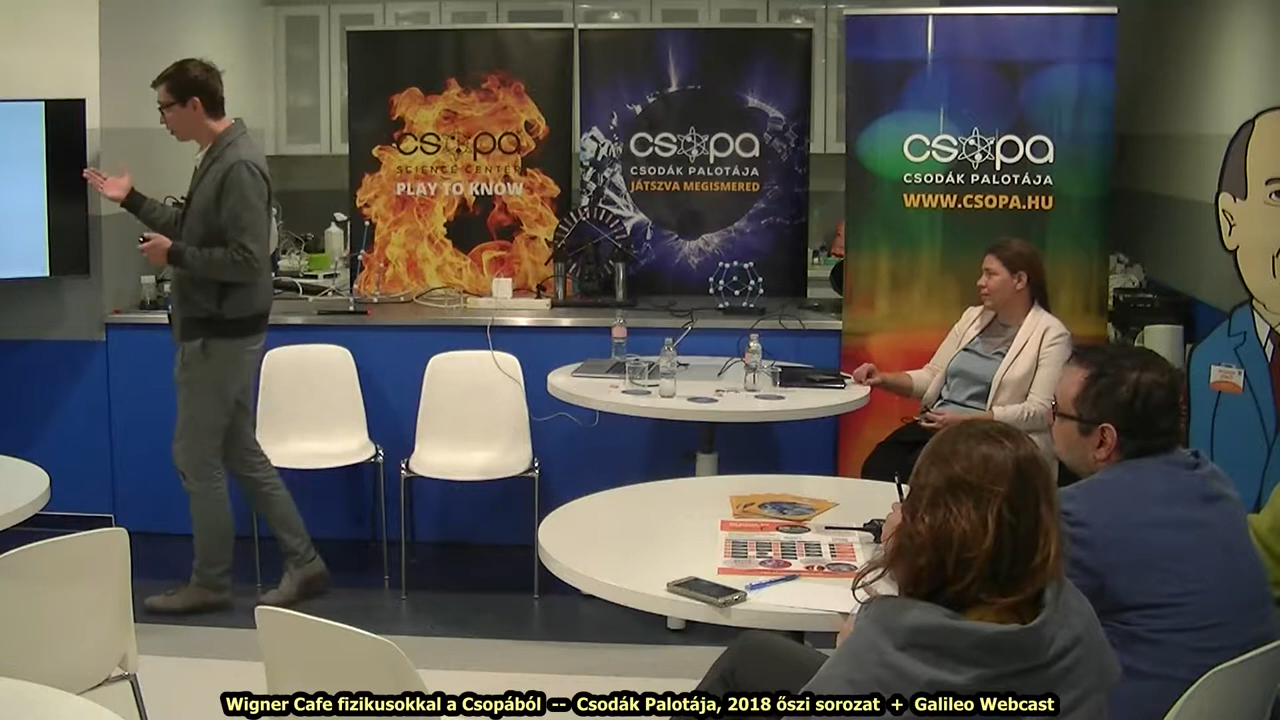 csopa
SCIENCE CENTER
PLAY TO KNOW
csopa
CSODÁK PALOTÁJA
JÁTSZVA MEGISMERED
csopa
CSODÁK PALOTÁJA
WWW.CSOPA.HU
Wigner Cafe fizikusokkal a Csopából -- Csodák Palotája, 2018 őszi sorozat + Galileo Webcast